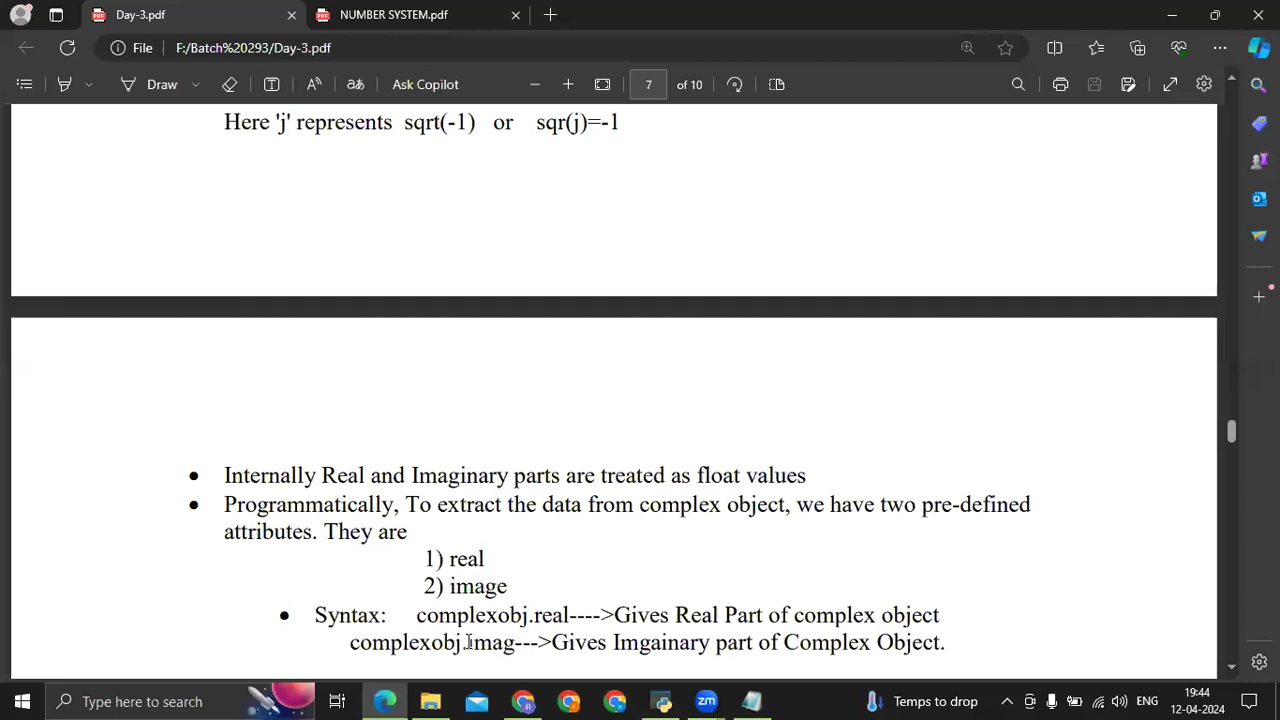 Day-3.pdf
NUMBER SYSTEM.pdf
File F:/Batch%20293/Day-3.pdf
Draw
Ask Copilot
7 of 10
Here 'j' represents sqrt(-1) or sqr(j)=-1
• Internally Real and Imaginary parts are treated as float values
• Programmatically, To extract the data from complex object, we have two pre-defined
attributes. They are
1) real
2) image
• Syntax: complexobj.real---->Gives Real Part of complex object
complexobj.imag--->Gives Imgainary part of Complex Object.
Type here to search
Temps to drop
ENG
19:44
12-04-2024